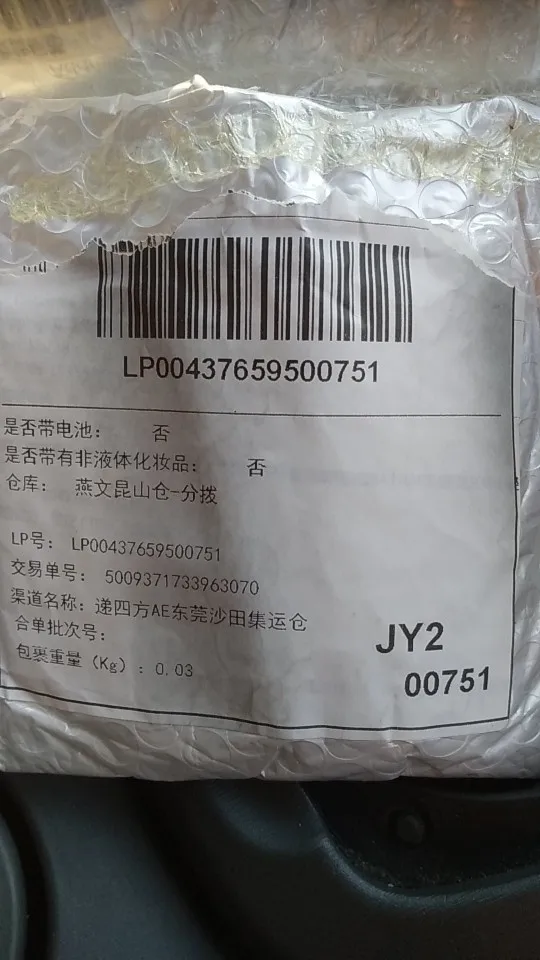 LP00437659500751
是否带电池： 否
是否带有非液体化妆品： 否
仓库： 燕文昆山仓-分拨
LP号： LP00437659500751
交易单号： 5009371733963070
渠道名称：递四方AE东莞沙田集运仓
合单批次号：
包裹重量（Kg）：0.03
JY2
00751